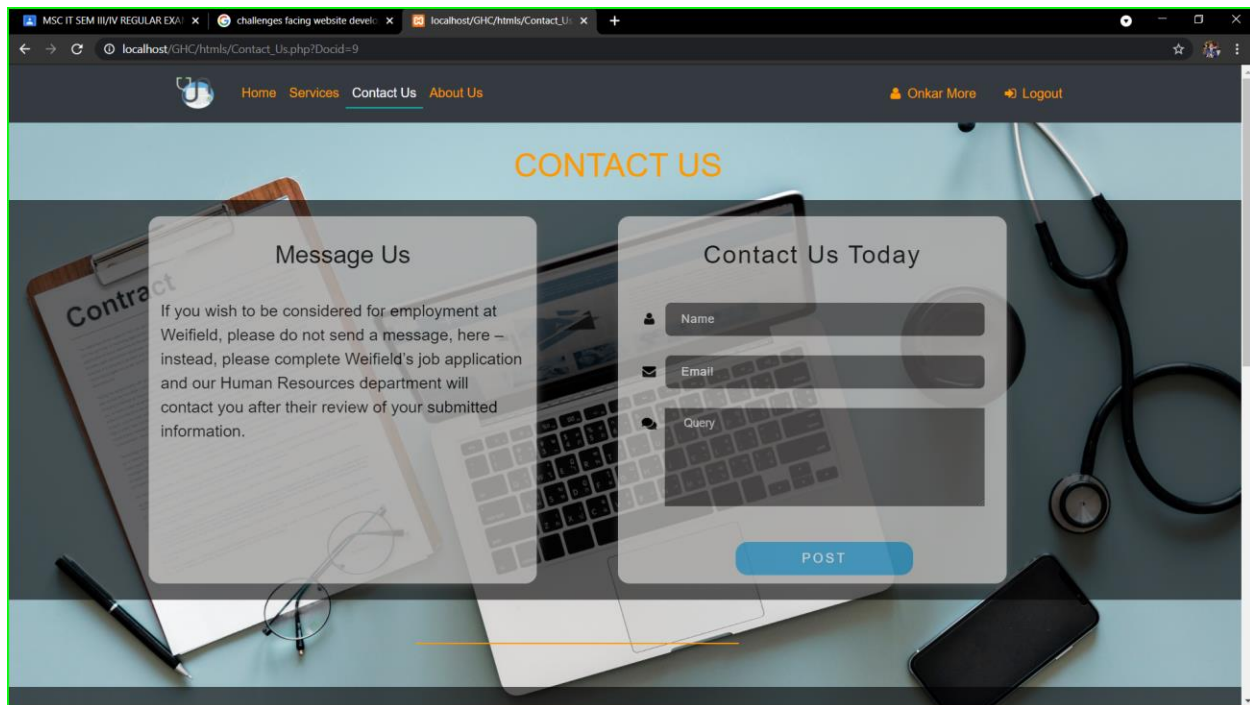 MSC IT SEM III/IV REGULAR EXA
challenges facing website develo
localhost/GHC/htmls/Contact_Us
localhost/GHC/htmls/Contact_Us.php?Docid=9
Home Services Contact Us About Us
Onkar More Logout
CONTACT US
Contract
Message Us
If you wish to be considered for employment at
Weifield, please do not send a message, here –
instead, please complete Weifield's job application
and our Human Resources department will
contact you after their review of your submitted
information.
Contact Us Today
Name
Email
Query
POST